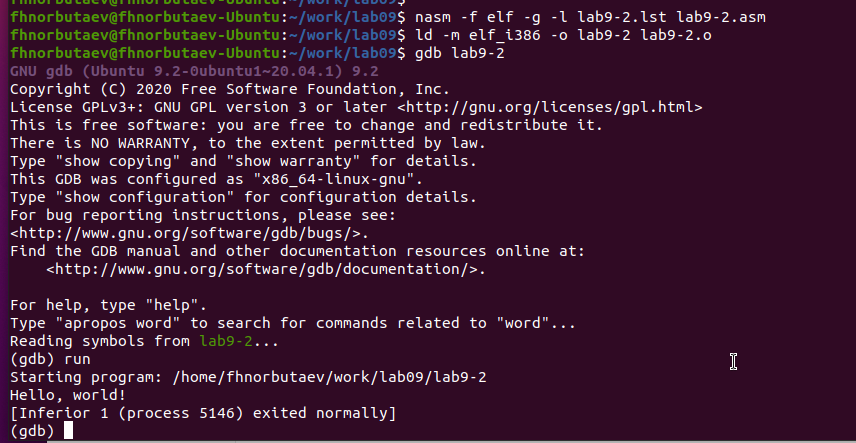 fhnorbutaev@fhnorbutaev-Ubuntu:~/work/lab09$
fhnorbutaev@fhnorbutaev-Ubuntu:~/work/lab09$ nasm -f elf -g -l lab9-2.lst lab9-2.asm
fhnorbutaev@fhnorbutaev-Ubuntu:~/work/lab09$ ld -m elf_i386 -o lab9-2 lab9-2.o
fhnorbutaev@fhnorbutaev-Ubuntu:~/work/lab09$ gdb lab9-2
GNU gdb (Ubuntu 9.2-0ubuntu1~20.04.1) 9.2
Copyright (C) 2020 Free Software Foundation, Inc.
License GPLv3+: GNU GPL version 3 or later <http://gnu.org/licenses/gpl.html>
This is free software: you are free to change and redistribute it.
There is NO WARRANTY, to the extent permitted by law.
Type "show copying" and "show warranty" for details.
This GDB was configured as "x86_64-linux-gnu".
Type "show configuration" for configuration details.
For bug reporting instructions, please see:
<http://www.gnu.org/software/gdb/bugs/>.
Find the GDB manual and other documentation resources online at:
    <http://www.gnu.org/software/gdb/documentation/>.

For help, type "help".
Type "apropos word" to search for commands related to "word"...
Reading symbols from lab9-2...
(gdb) run
Starting program: /home/fhnorbutaev/work/lab09/lab9-2
Hello, world!
[Inferior 1 (process 5146) exited normally]
(gdb)